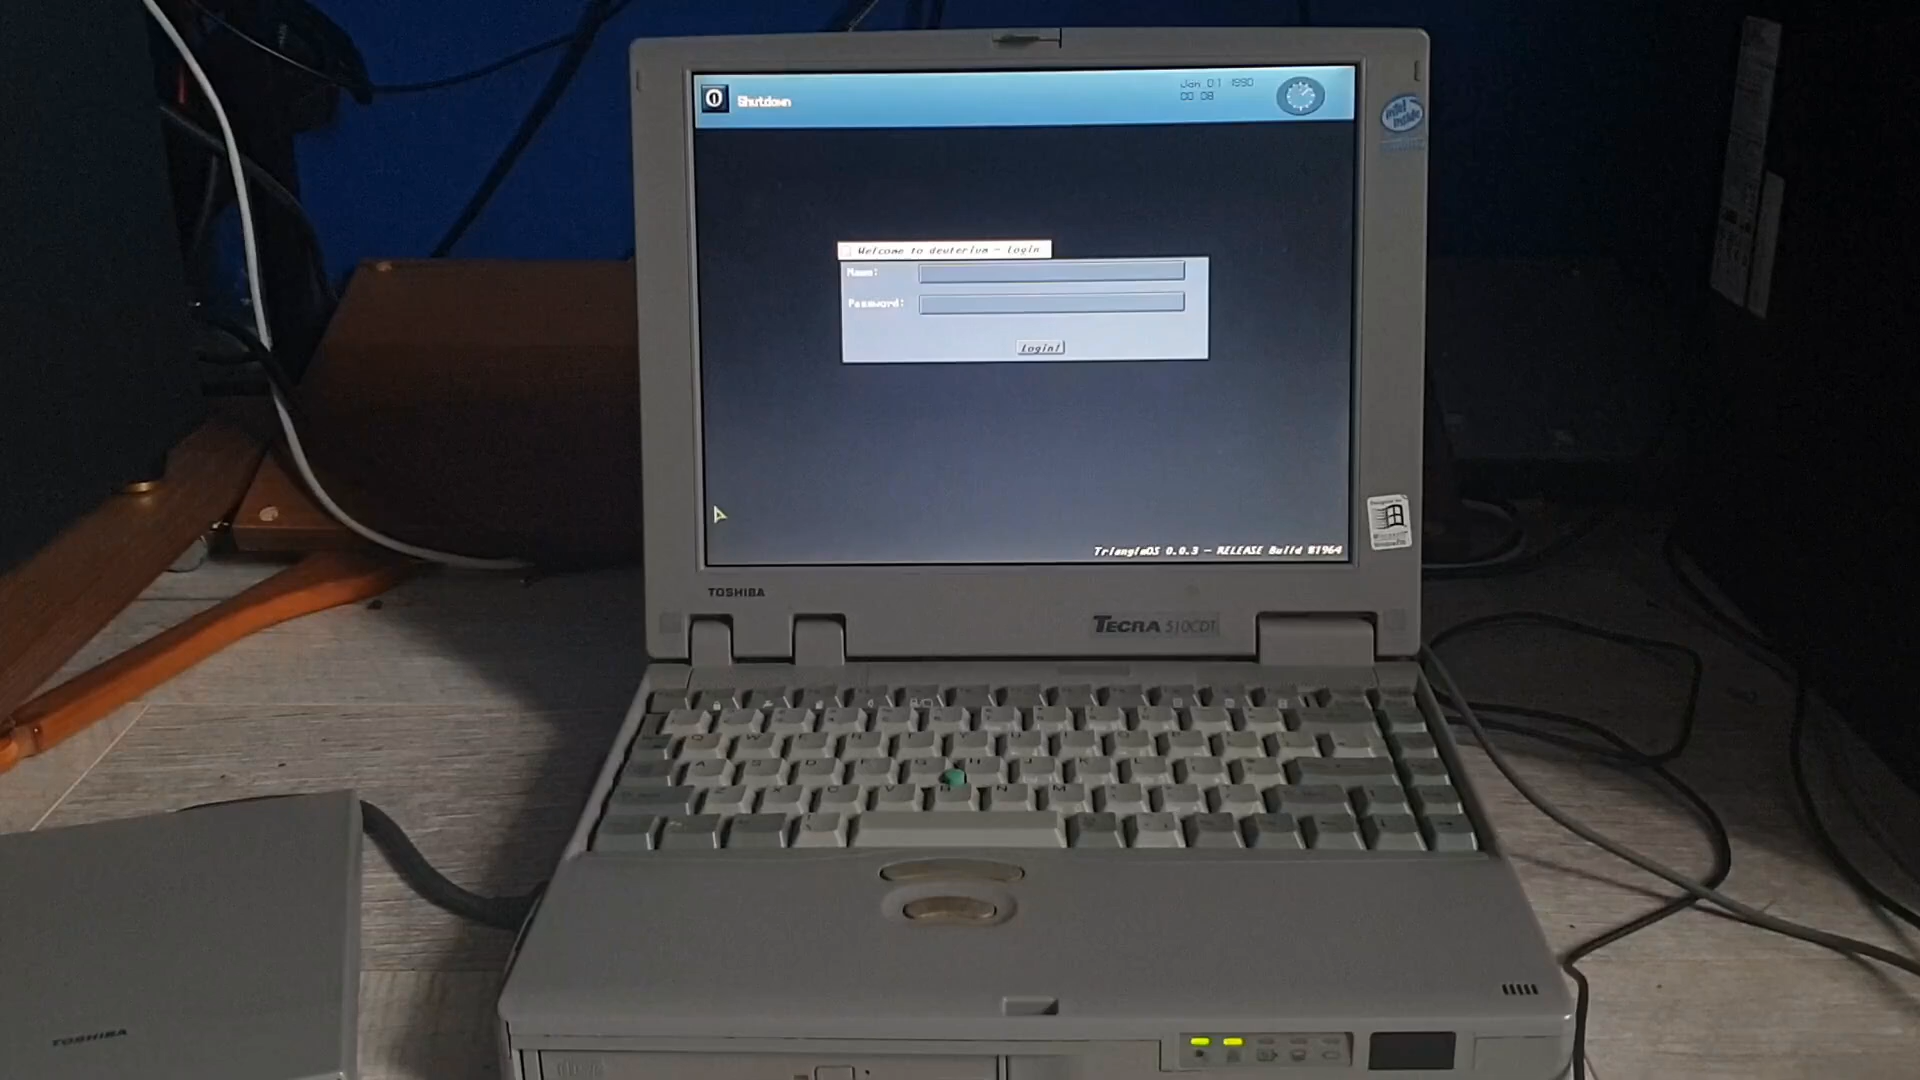 Shutdown
Jan 01 1990
00 08
intel inside
Welcome to deuterium - Login
Name:
Password:
Login!
TriangleOS 0.0.3 - RELEASE Build #1964
TOSHIBA
TECRA 510CDT
Q W
A S D F G H J K L
Z X C V B N M
TOSHIBA